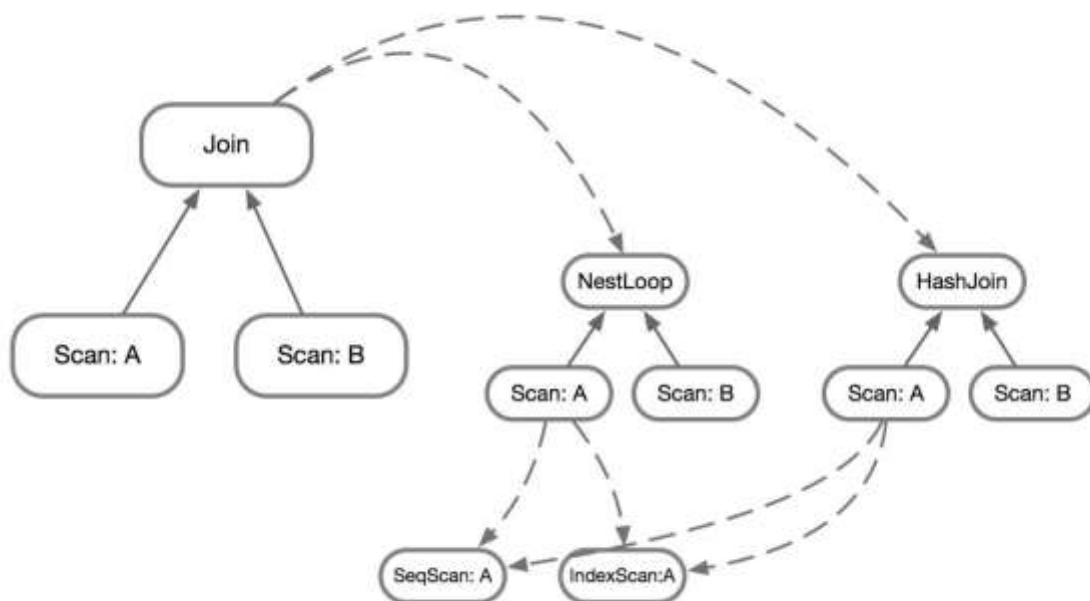 Join
Scan: A
Scan: B
NestLoop
HashJoin
Scan: A
Scan: B
Scan: A
Scan: B
SeqScan: A
IndexScan:A